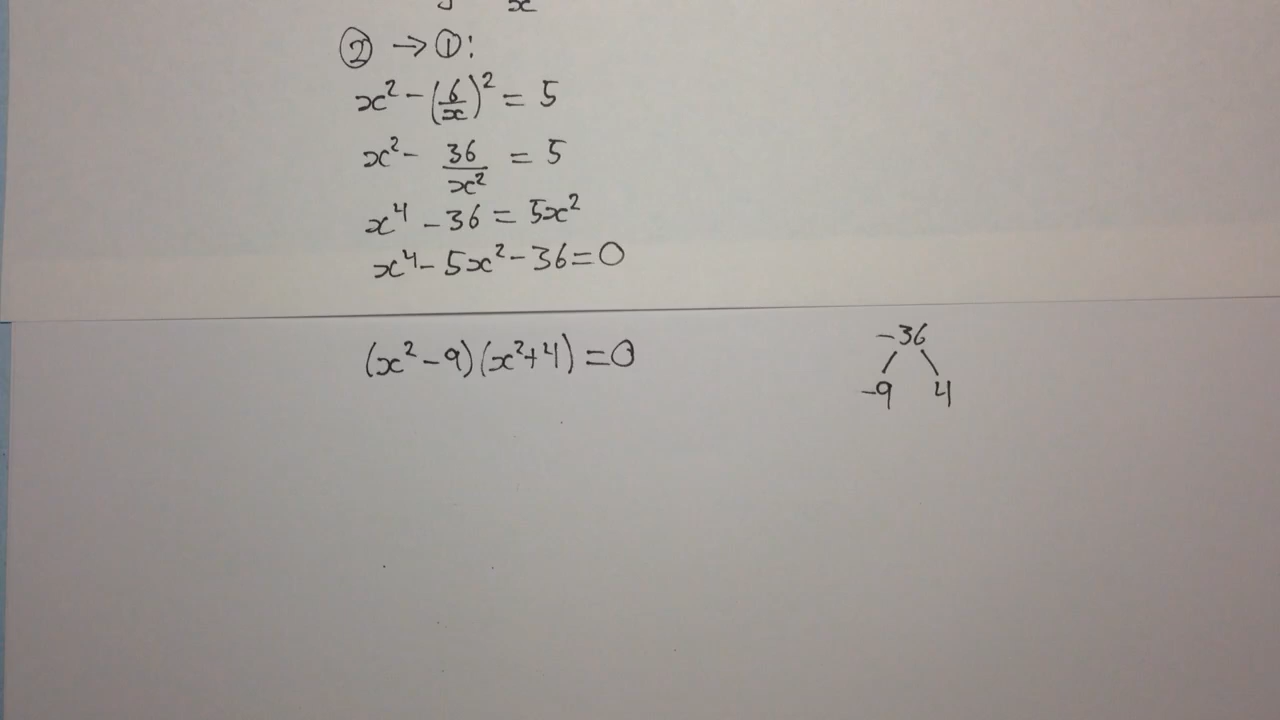 ② → ①:
x² - (6/x)² = 5
x² - 36/x² = 5
x⁴ - 36 = 5x²
x⁴ - 5x² - 36 = 0
(x² - 9)(x² + 4) = 0
-36
-9 4